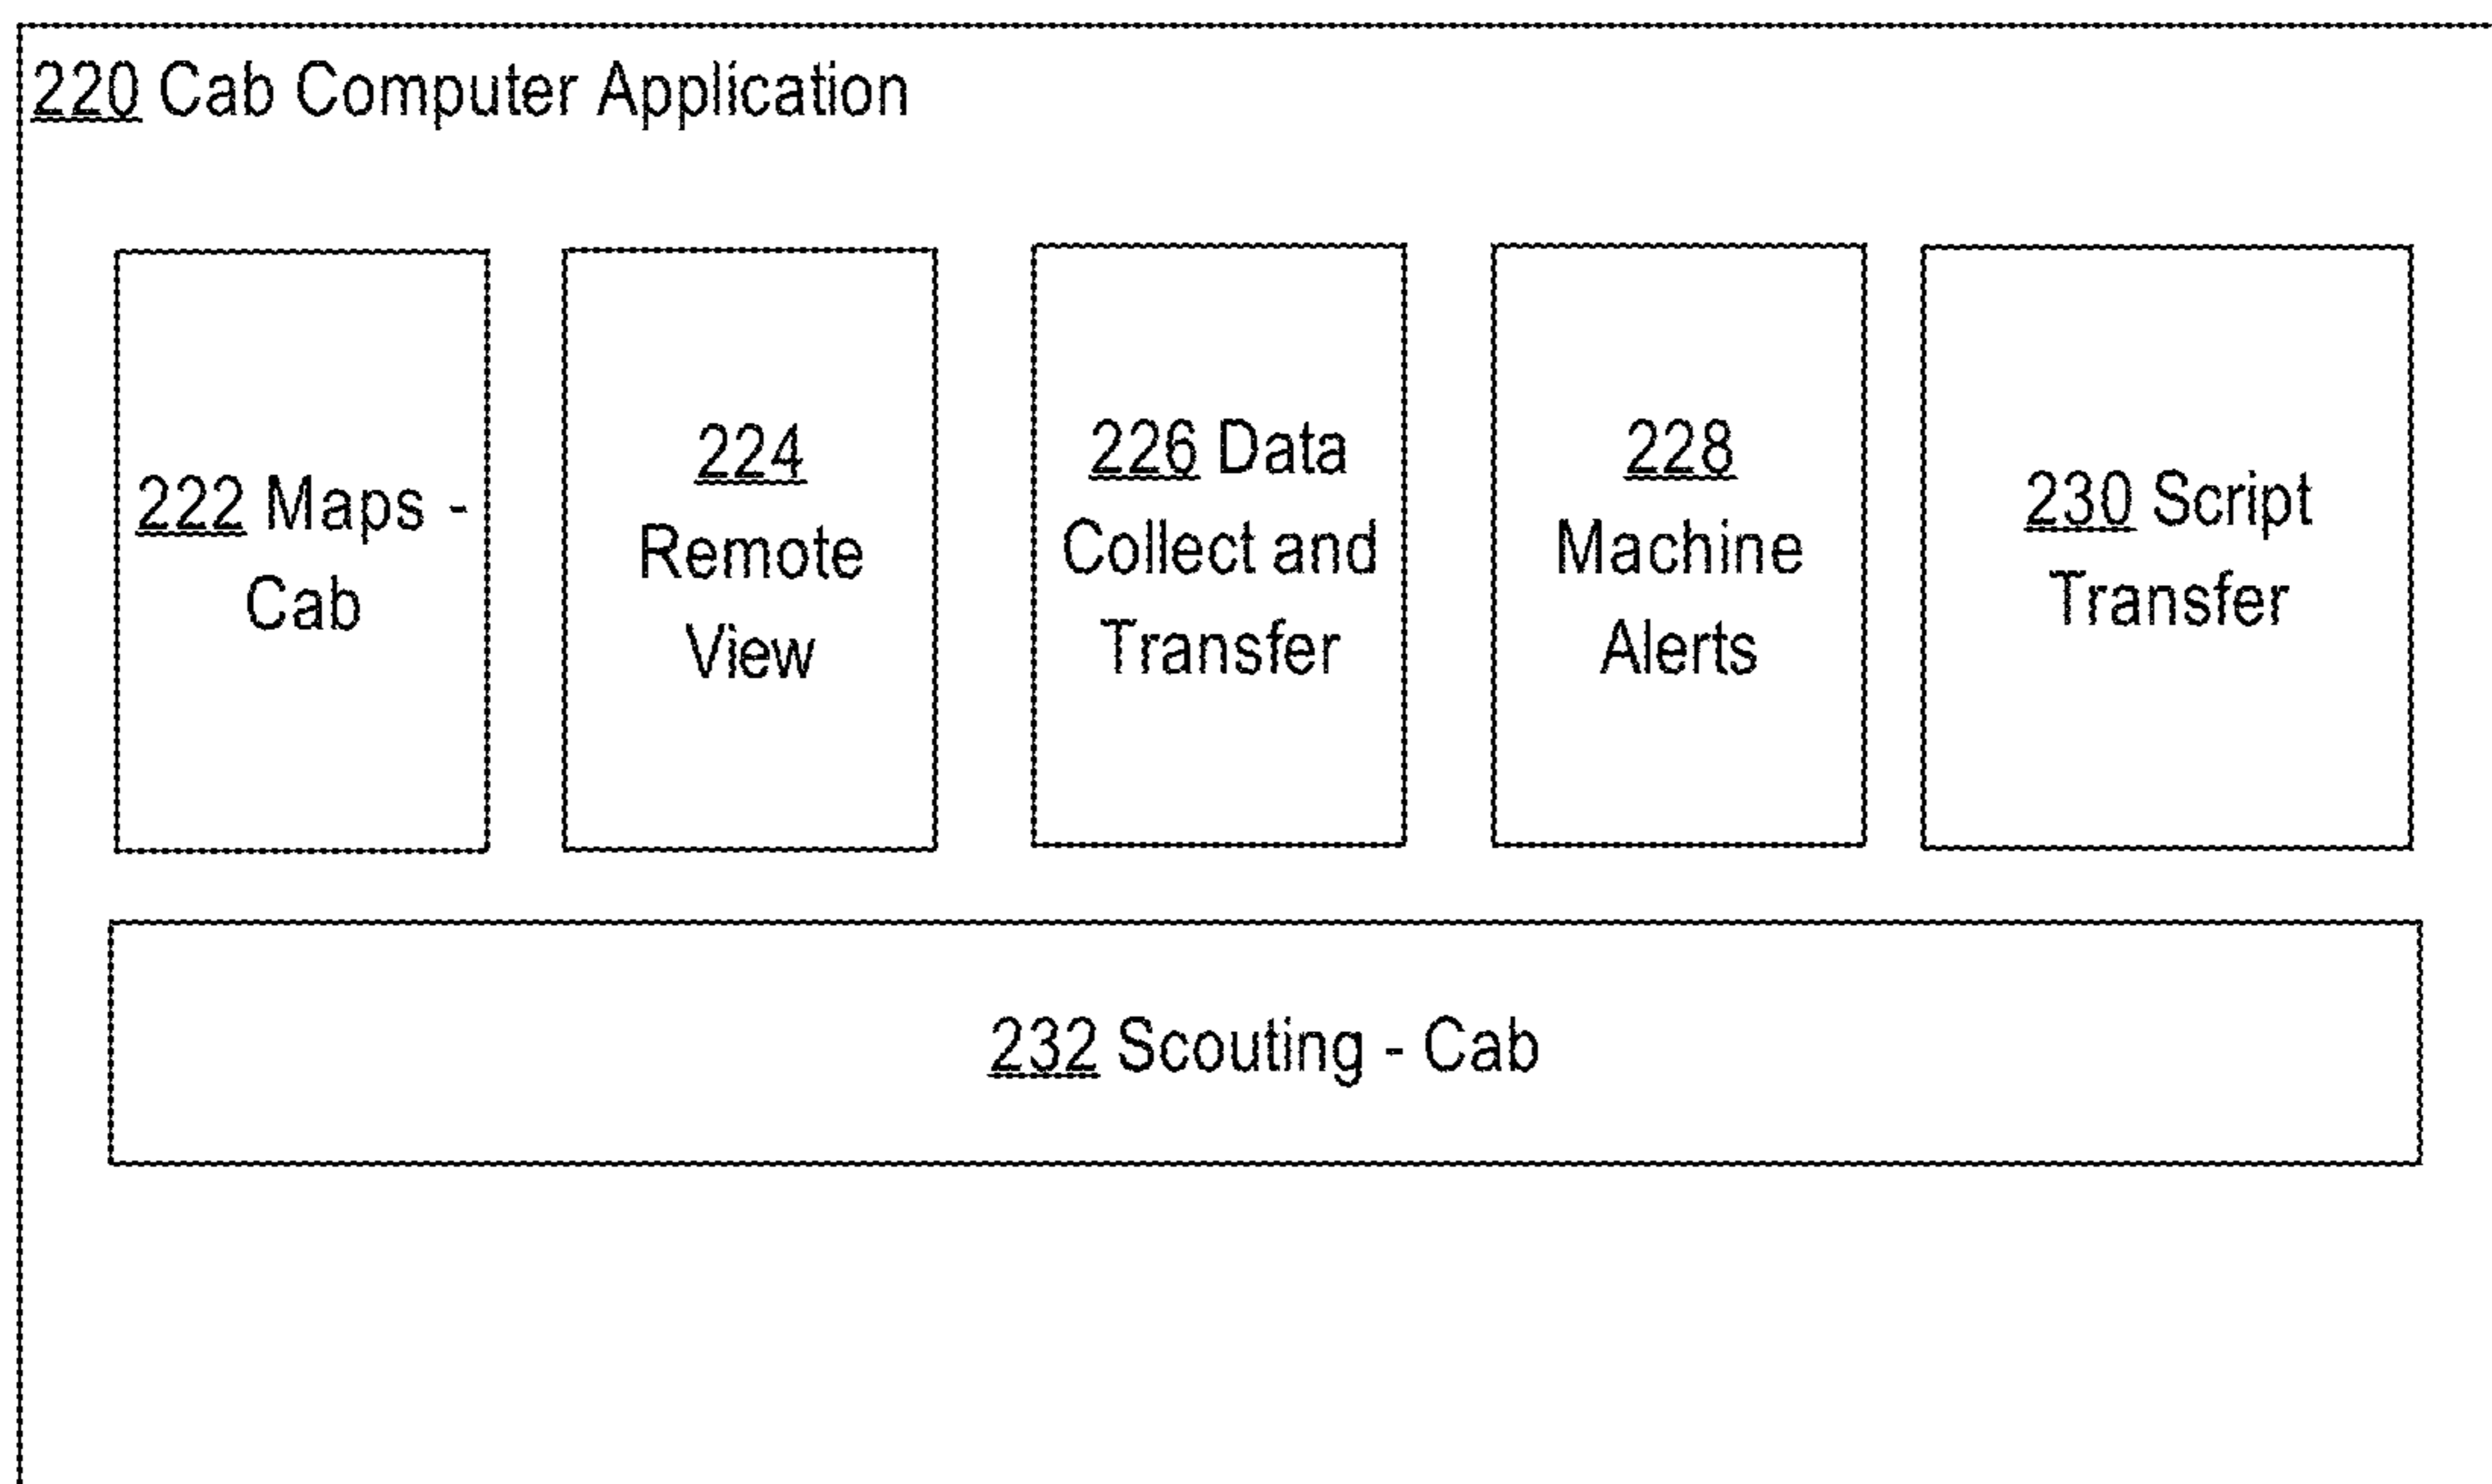 220 Cab Computer Application
222 Maps -
Cab
224
Remote
View
226 Data
Collect and
Transfer
228
Machine
Alerts
230 Script
Transfer
232 Scouting - Cab